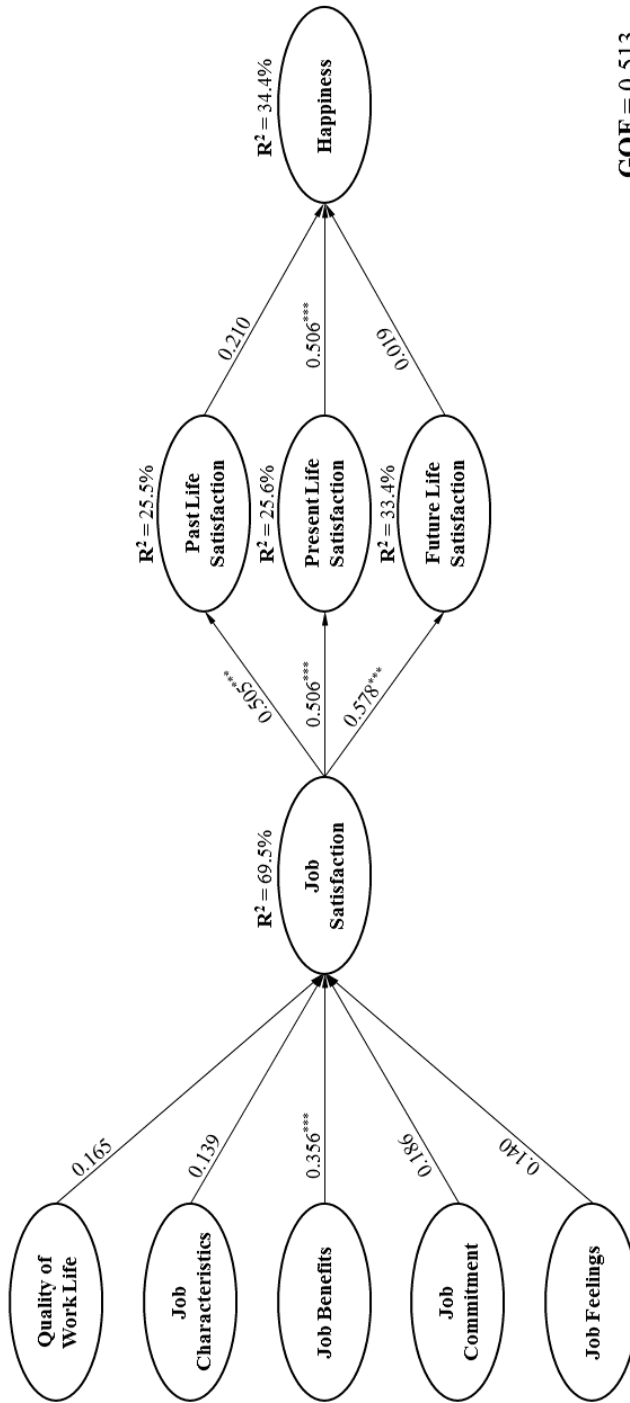 Quality of
Work Life
Job
Characteristics
Job Benefits
Job
Commitment
Job Feelings
0.165
0.139
0.356***
0.186
0.140
R² = 69.5%
Job
Satisfaction
0.505***
0.506***
0.578***
R² = 25.5%
Past Life
Satisfaction
R² = 25.6%
Present Life
Satisfaction
R² = 33.4%
Future Life
Satisfaction
0.210
0.506***
0.019
R² = 34.4%
Happiness
GOF = 0.513